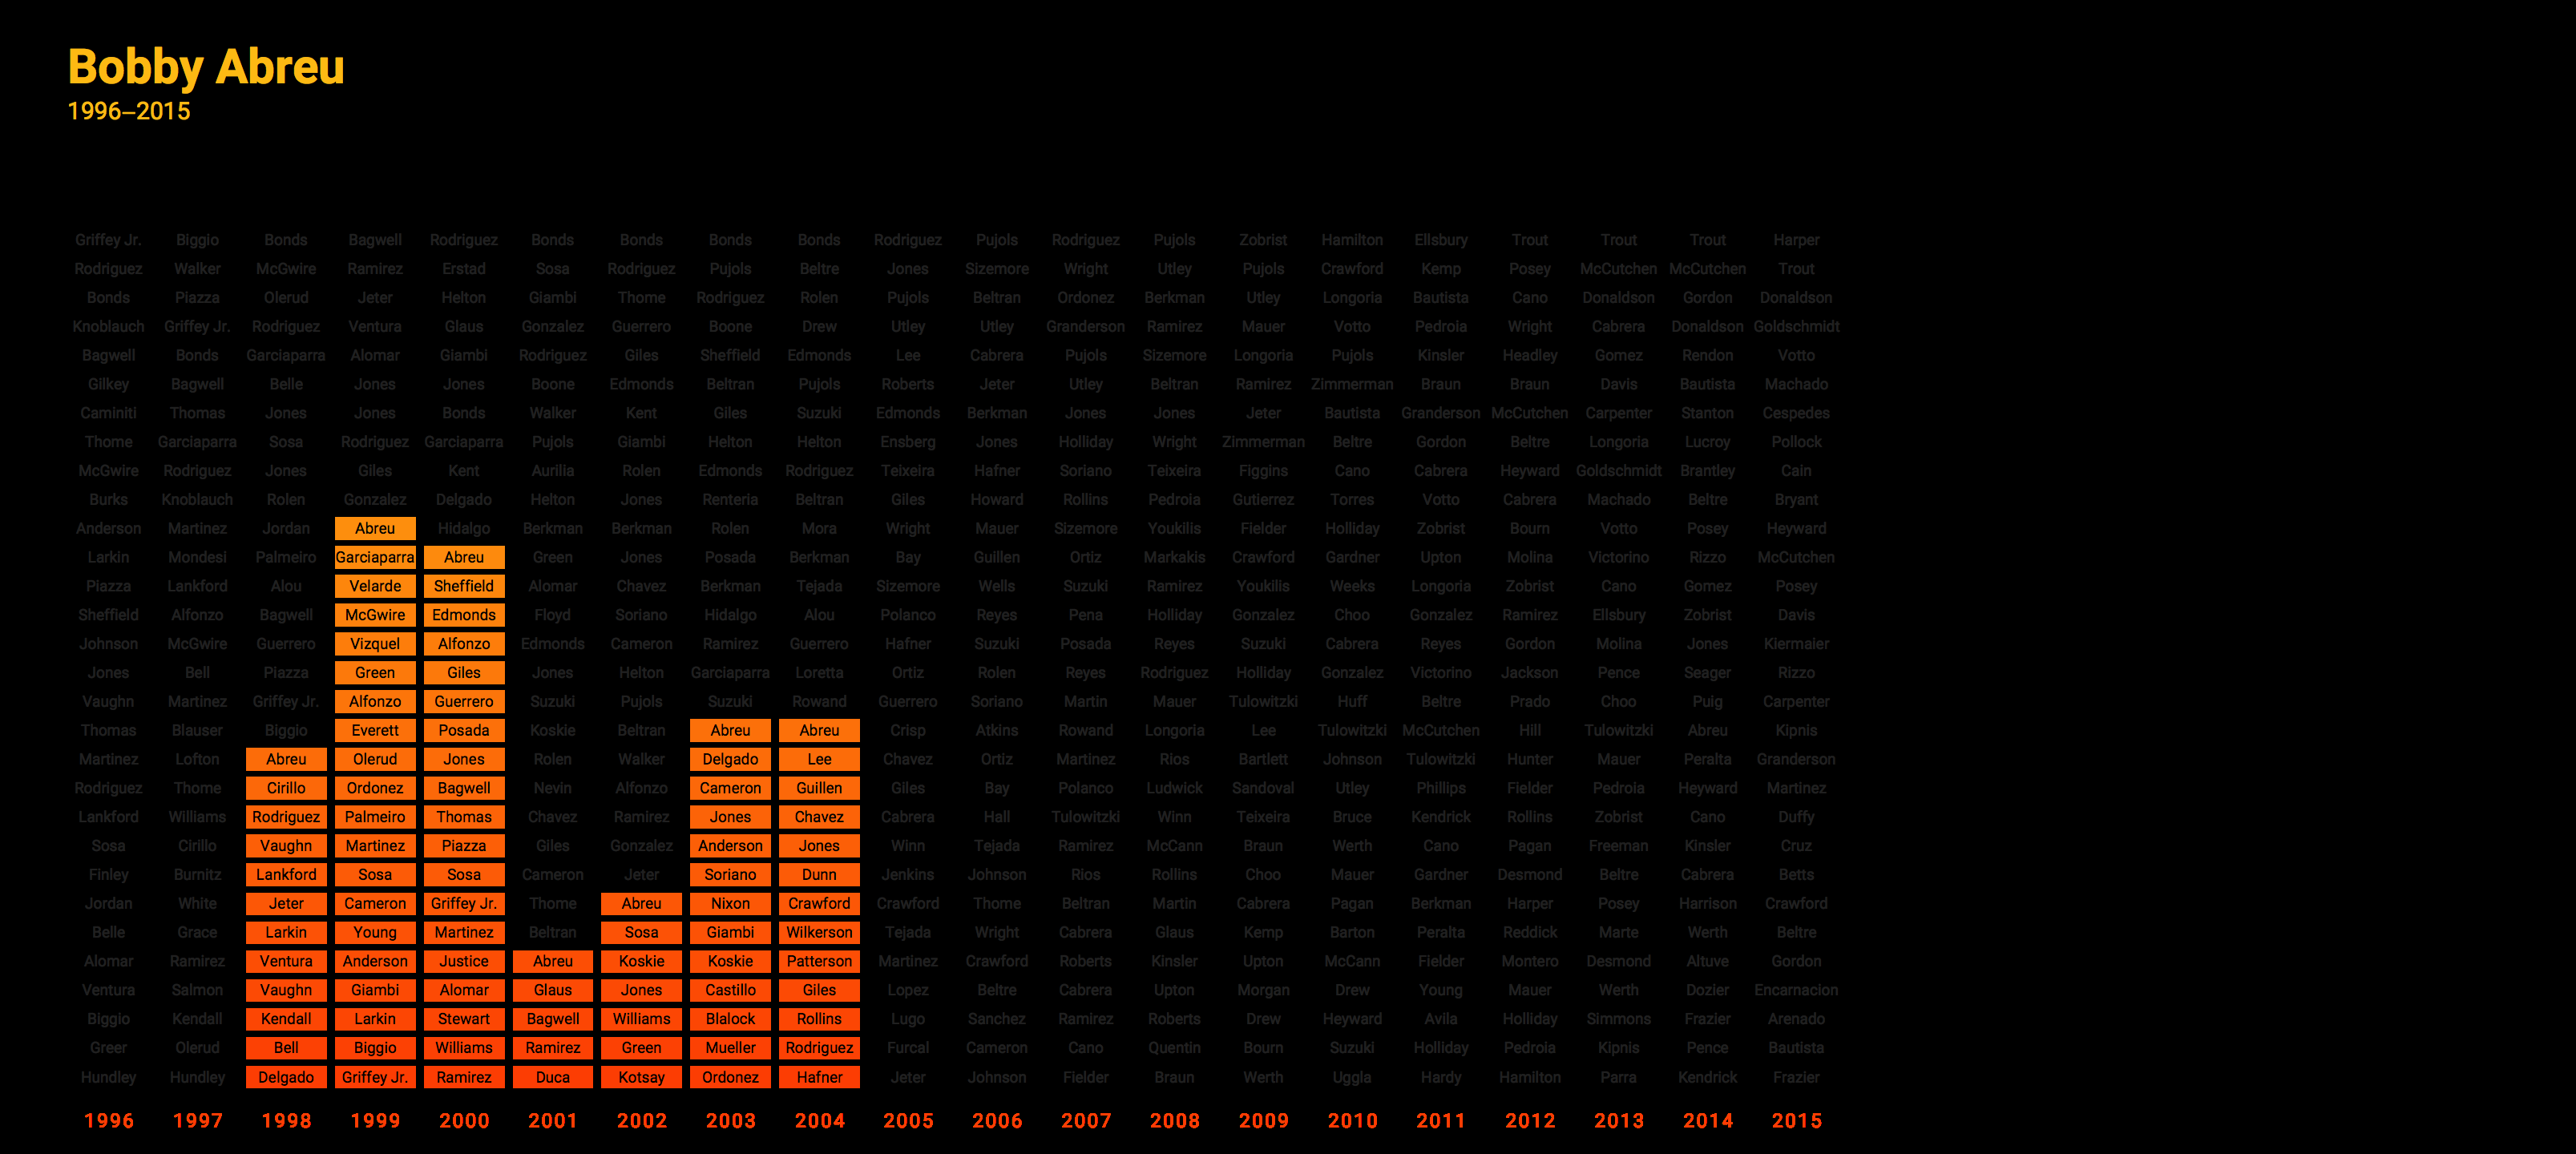 Bobby Abreu
1996–2015
Griffey Jr. Biggio Bonds Bagwell Rodriguez Bonds Bonds Bonds Bonds Rodriguez Pujols Rodriguez Pujols Zobrist Hamilton Ellsbury Trout Trout Trout Harper
Rodriguez Walker McGwire Ramirez Erstad Sosa Rodriguez Pujols Beltre Jones Sizemore Wright Utley Pujols Crawford Kemp Posey McCutchen McCutchen Trout
Bonds Piazza Olerud Jeter Helton Giambi Thome Rodriguez Rolen Pujols Beltran Ordonez Berkman Utley Longoria Bautista Cano Donaldson Gordon Donaldson
Knoblauch Griffey Jr. Rodriguez Ventura Glaus Gonzalez Guerrero Boone Drew Utley Utley Granderson Ramirez Mauer Votto Pedroia Wright Cabrera Donaldson Goldschmidt
Bagwell Bonds Garciaparra Alomar Giambi Rodriguez Giles Sheffield Edmonds Lee Cabrera Pujols Sizemore Longoria Pujols Kinsler Headley Gomez Rendon Votto
Gilkey Bagwell Belle Jones Jones Boone Edmonds Beltran Pujols Roberts Jeter Utley Beltran Ramirez Zimmerman Braun Braun Davis Bautista Machado
Caminiti Thomas Jones Jones Bonds Walker Kent Giles Suzuki Edmonds Berkman Jones Jones Jeter Bautista Granderson McCutchen Carpenter Stanton Cespedes
Thome Garciaparra Sosa Rodriguez Garciaparra Pujols Giambi Helton Helton Ensberg Jones Holliday Wright Zimmerman Beltre Gordon Beltre Longoria Lucroy Pollock
McGwire Rodriguez Jones Giles Kent Aurilia Rolen Edmonds Rodriguez Teixeira Hafner Soriano Teixeira Figgins Cano Cabrera Heyward Goldschmidt Brantley Cain
Burks Knoblauch Rolen Gonzalez Delgado Helton Jones Renteria Beltran Giles Howard Rollins Pedroia Gutierrez Torres Votto Cabrera Machado Beltre Bryant
Anderson Martinez Jordan Abreu Hidalgo Berkman Berkman Rolen Mora Wright Mauer Sizemore Youkilis Fielder Holliday Zobrist Bourn Votto Posey Heyward
Larkin Mondesi Palmeiro Garciaparra Abreu Green Jones Posada Berkman Bay Guillen Ortiz Markakis Crawford Gardner Upton Molina Victorino Rizzo McCutchen
Piazza Lankford Alou Velarde Sheffield Alomar Chavez Berkman Tejada Sizemore Wells Suzuki Ramirez Youkilis Weeks Longoria Zobrist Cano Gomez Posey
Sheffield Alfonzo Bagwell McGwire Edmonds Floyd Soriano Hidalgo Alou Polanco Reyes Pena Holliday Gonzalez Choo Gonzalez Ramirez Ellsbury Zobrist Davis
Johnson McGwire Guerrero Vizquel Alfonzo Edmonds Cameron Ramirez Guerrero Hafner Suzuki Posada Reyes Suzuki Cabrera Reyes Gordon Molina Jones Kiermaier
Jones Bell Piazza Green Giles Jones Helton Garciaparra Loretta Ortiz Rolen Reyes Rodriguez Holliday Gonzalez Victorino Jackson Pence Seager Rizzo
Vaughn Martinez Griffey Jr. Alfonzo Guerrero Suzuki Pujols Suzuki Rowand Guerrero Soriano Martin Mauer Tulowitzki Huff Beltre Prado Choo Puig Carpenter
Thomas Blauser Biggio Everett Posada Koskie Beltran Abreu Abreu Crisp Atkins Rowand Longoria Lee Tulowitzki McCutchen Hill Tulowitzki Abreu Kipnis
Martinez Lofton Abreu Olerud Jones Rolen Walker Delgado Lee Chavez Ortiz Martinez Rios Bartlett Johnson Tulowitzki Hunter Mauer Peralta Granderson
Rodriguez Thome Cirillo Ordonez Bagwell Nevin Alfonzo Cameron Guillen Giles Bay Polanco Ludwick Sandoval Utley Phillips Fielder Pedroia Heyward Martinez
Lankford Williams Rodriguez Palmeiro Thomas Chavez Ramirez Jones Chavez Cabrera Hall Tulowitzki Winn Teixeira Bruce Kendrick Rollins Zobrist Cano Duffy
Sosa Cirillo Vaughn Martinez Piazza Giles Gonzalez Anderson Jones Winn Tejada Ramirez McCann Braun Werth Cano Pagan Freeman Kinsler Cruz
Finley Burnitz Lankford Sosa Sosa Cameron Jeter Soriano Dunn Jenkins Johnson Rios Rollins Choo Mauer Gardner Desmond Beltre Cabrera Betts
Jordan White Jeter Cameron Griffey Jr. Thome Abreu Nixon Crawford Crawford Thome Beltran Martin Cabrera Pagan Berkman Harper Posey Harrison Crawford
Belle Grace Larkin Young Martinez Beltran Sosa Giambi Wilkerson Tejada Wright Cabrera Glaus Kemp Barton Peralta Reddick Marte Werth Beltre
Alomar Ramirez Ventura Anderson Justice Abreu Koskie Koskie Patterson Martinez Crawford Roberts Kinsler Upton McCann Fielder Montero Desmond Altuve Gordon
Ventura Salmon Vaughn Giambi Alomar Glaus Jones Castillo Giles Lopez Beltre Cabrera Upton Morgan Drew Young Mauer Werth Dozier Encarnacion
Biggio Kendall Kendall Larkin Stewart Bagwell Williams Blalock Rollins Lugo Sanchez Ramirez Roberts Drew Heyward Avila Holliday Simmons Frazier Arenado
Greer Olerud Bell Biggio Williams Ramirez Green Mueller Rodriguez Furcal Cameron Cano Quentin Bourn Suzuki Holliday Pedroia Kipnis Pence Bautista
Hundley Hundley Delgado Griffey Jr. Ramirez Duca Kotsay Ordonez Hafner Jeter Johnson Fielder Braun Werth Uggla Hardy Hamilton Parra Kendrick Frazier
1996 1997 1998 1999 2000 2001 2002 2003 2004 2005 2006 2007 2008 2009 2010 2011 2012 2013 2014 2015